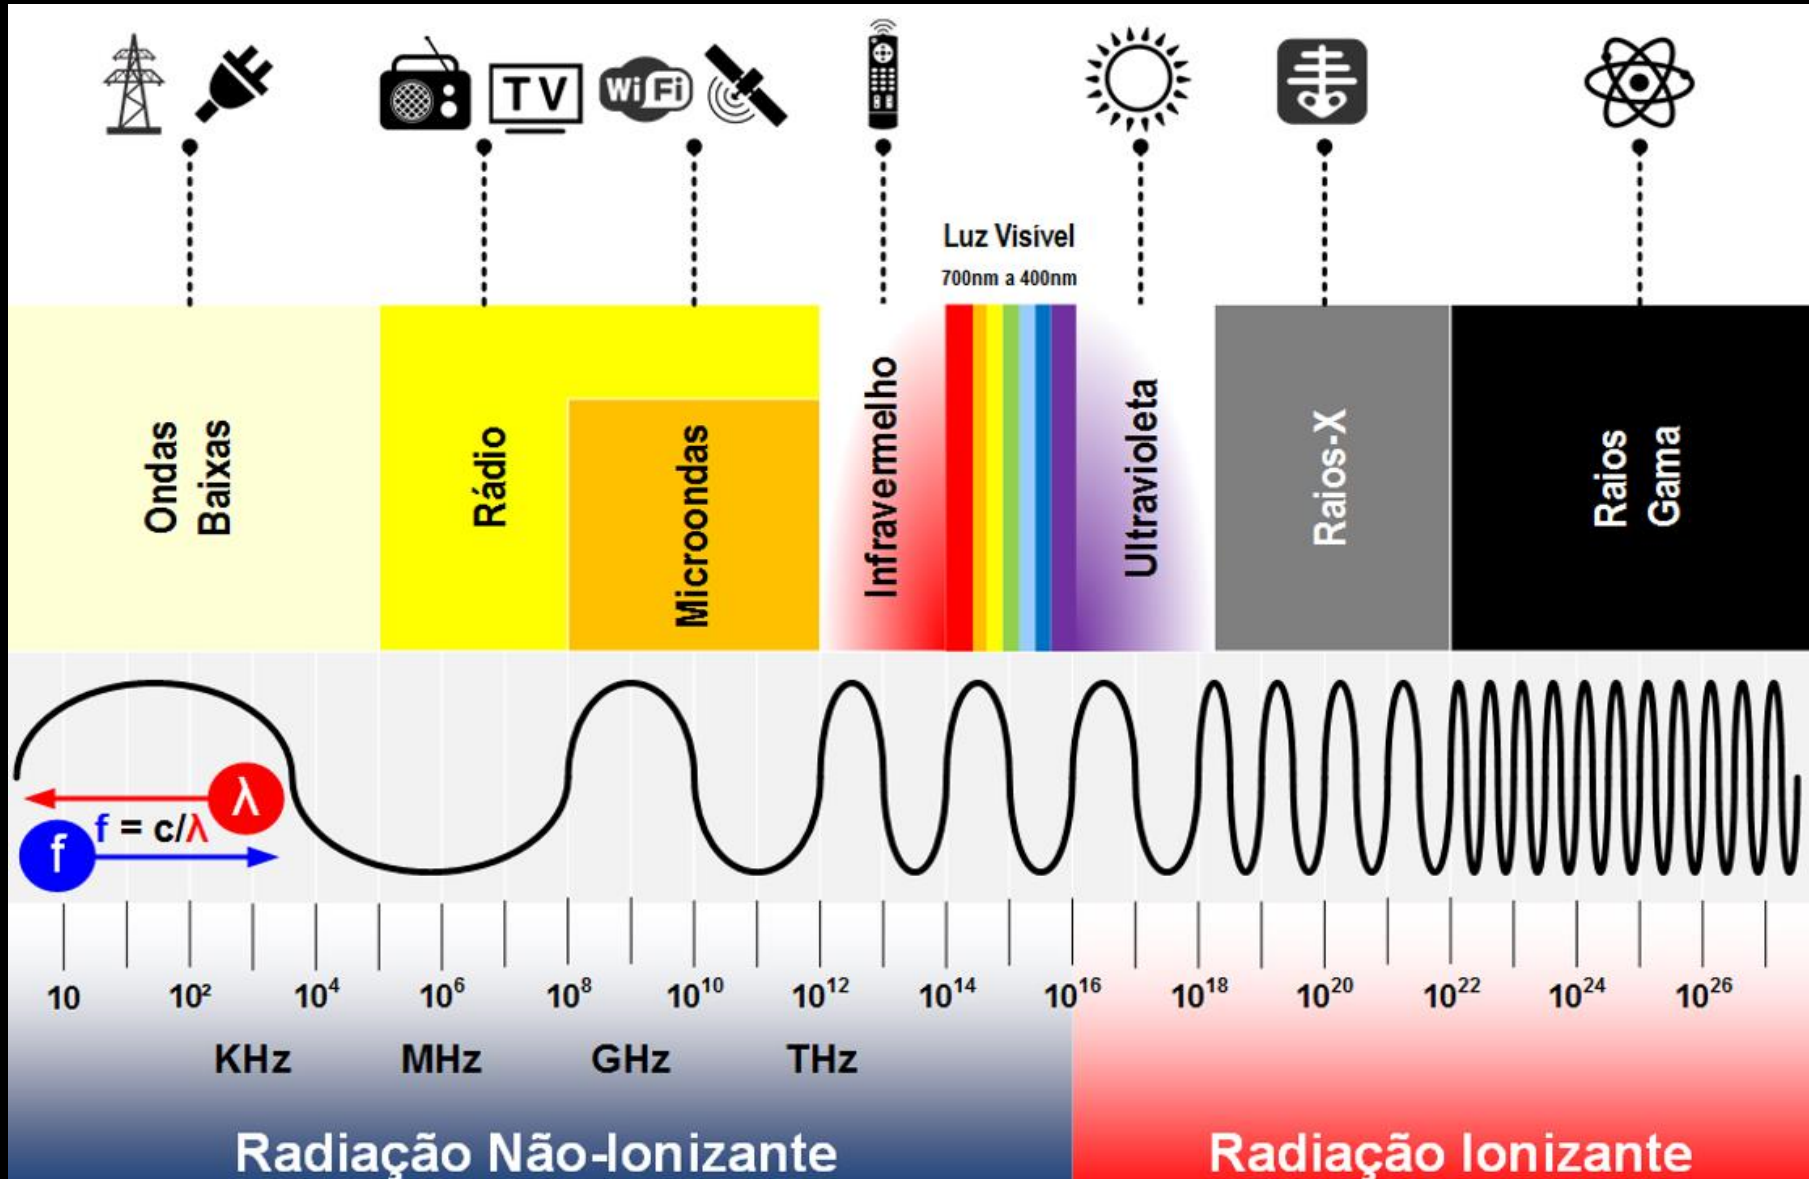 TV
WiFi
Luz Visível
700nm a 400nm
Ondas
Baixas
Rádio
Microondas
Infravermelho
Ultravioleta
Raios-X
Raios
Gama
λ
f = c/λ
f
10 10² 10⁴ 10⁶ 10⁸ 10¹⁰ 10¹² 10¹⁴ 10¹⁶ 10¹⁸ 10²⁰ 10²² 10²⁴ 10²⁶
KHz MHz GHz THz
Radiação Não-Ionizante Radiação Ionizante